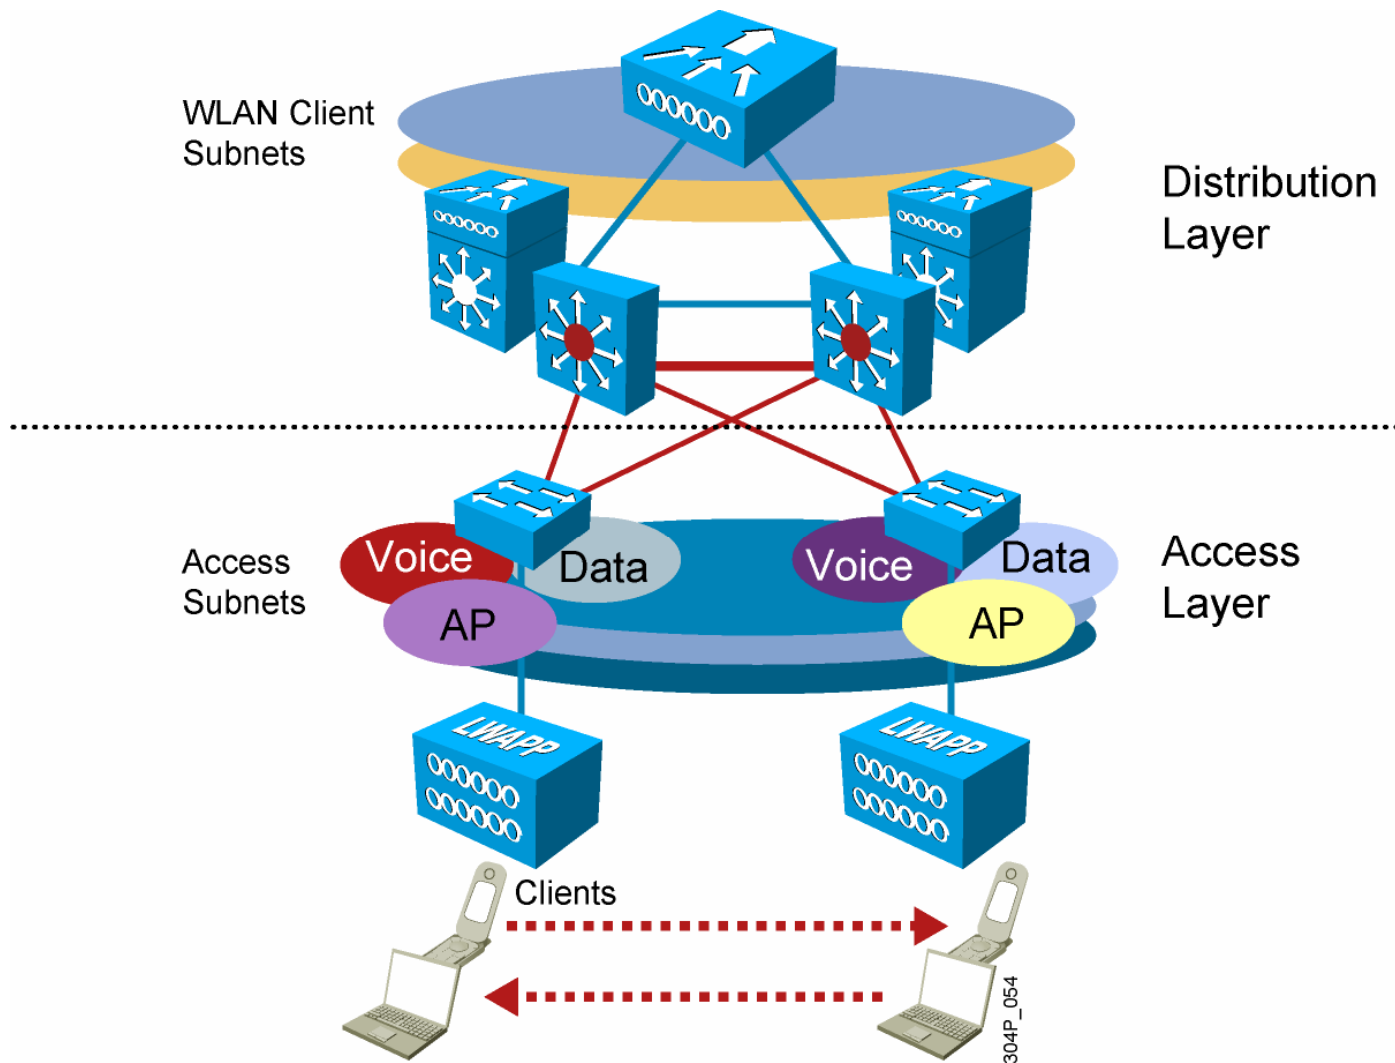 WLAN Client
Subnets
Distribution
Layer
Access
Subnets
Voice
Data
AP
Voice
Data
AP
Access
Layer
LWAPP
LWAPP
Clients
304P_054